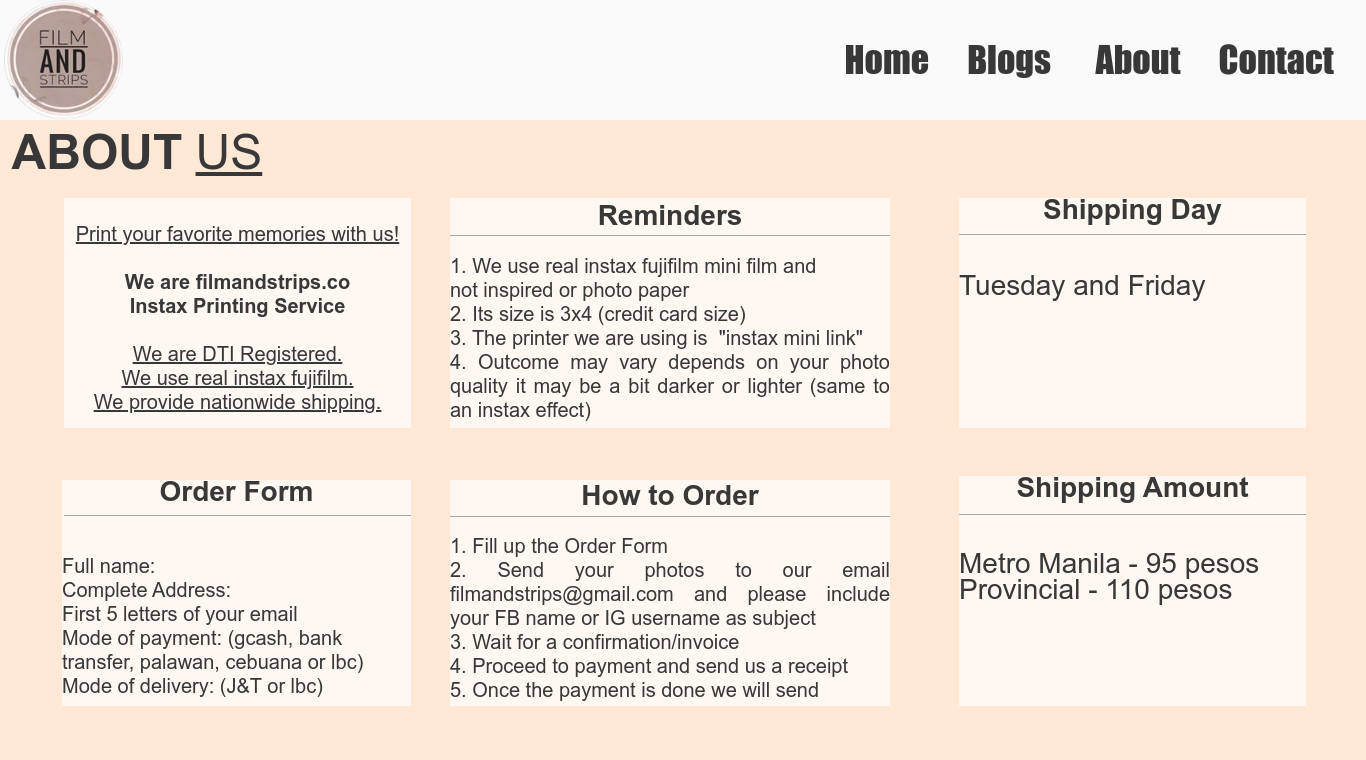 FILM
AND
STRIPS
Home Blogs About Contact
ABOUT US
Print your favorite memories with us!
We are filmandstrips.co
Instax Printing Service
We are DTI Registered.
We use real instax fujifilm.
We provide nationwide shipping.
Reminders
1. We use real instax fujifilm mini film and
not inspired or photo paper
2. Its size is 3x4 (credit card size)
3. The printer we are using is "instax mini link"
4. Outcome may vary depends on your photo
quality it may be a bit darker or lighter (same to
an instax effect)
Shipping Day
Tuesday and Friday
Order Form
Full name:
Complete Address:
First 5 letters of your email
Mode of payment: (gcash, bank
transfer, palawan, cebuana or lbc)
Mode of delivery: (J&T or lbc)
How to Order
1. Fill up the Order Form
2. Send your photos to our email
filmandstrips@gmail.com and please include
your FB name or IG username as subject
3. Wait for a confirmation/invoice
4. Proceed to payment and send us a receipt
5. Once the payment is done we will send
Shipping Amount
Metro Manila - 95 pesos
Provincial - 110 pesos